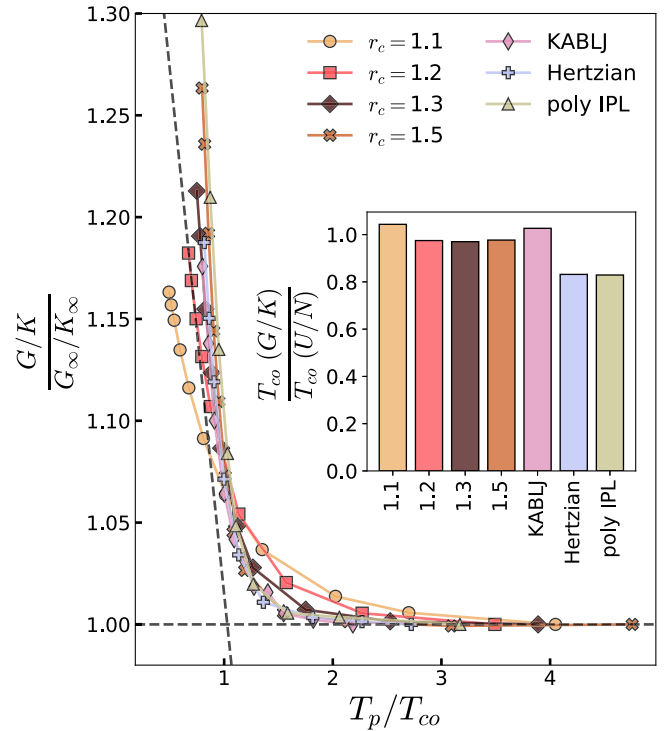 1.30
1.25
1.20
1.15
1.10
1.05
1.00
G/K
G∞/K∞
r_c = 1.1
r_c = 1.2
r_c = 1.3
r_c = 1.5
KABLJ
Hertzian
poly IPL
T_co (G/K)
T_co (U/N)
1.0
0.8
0.6
0.4
0.2
0.0
1.1
1.2
1.3
1.5
KABLJ
Hertzian
poly IPL
1 2 3 4
T_p/T_co